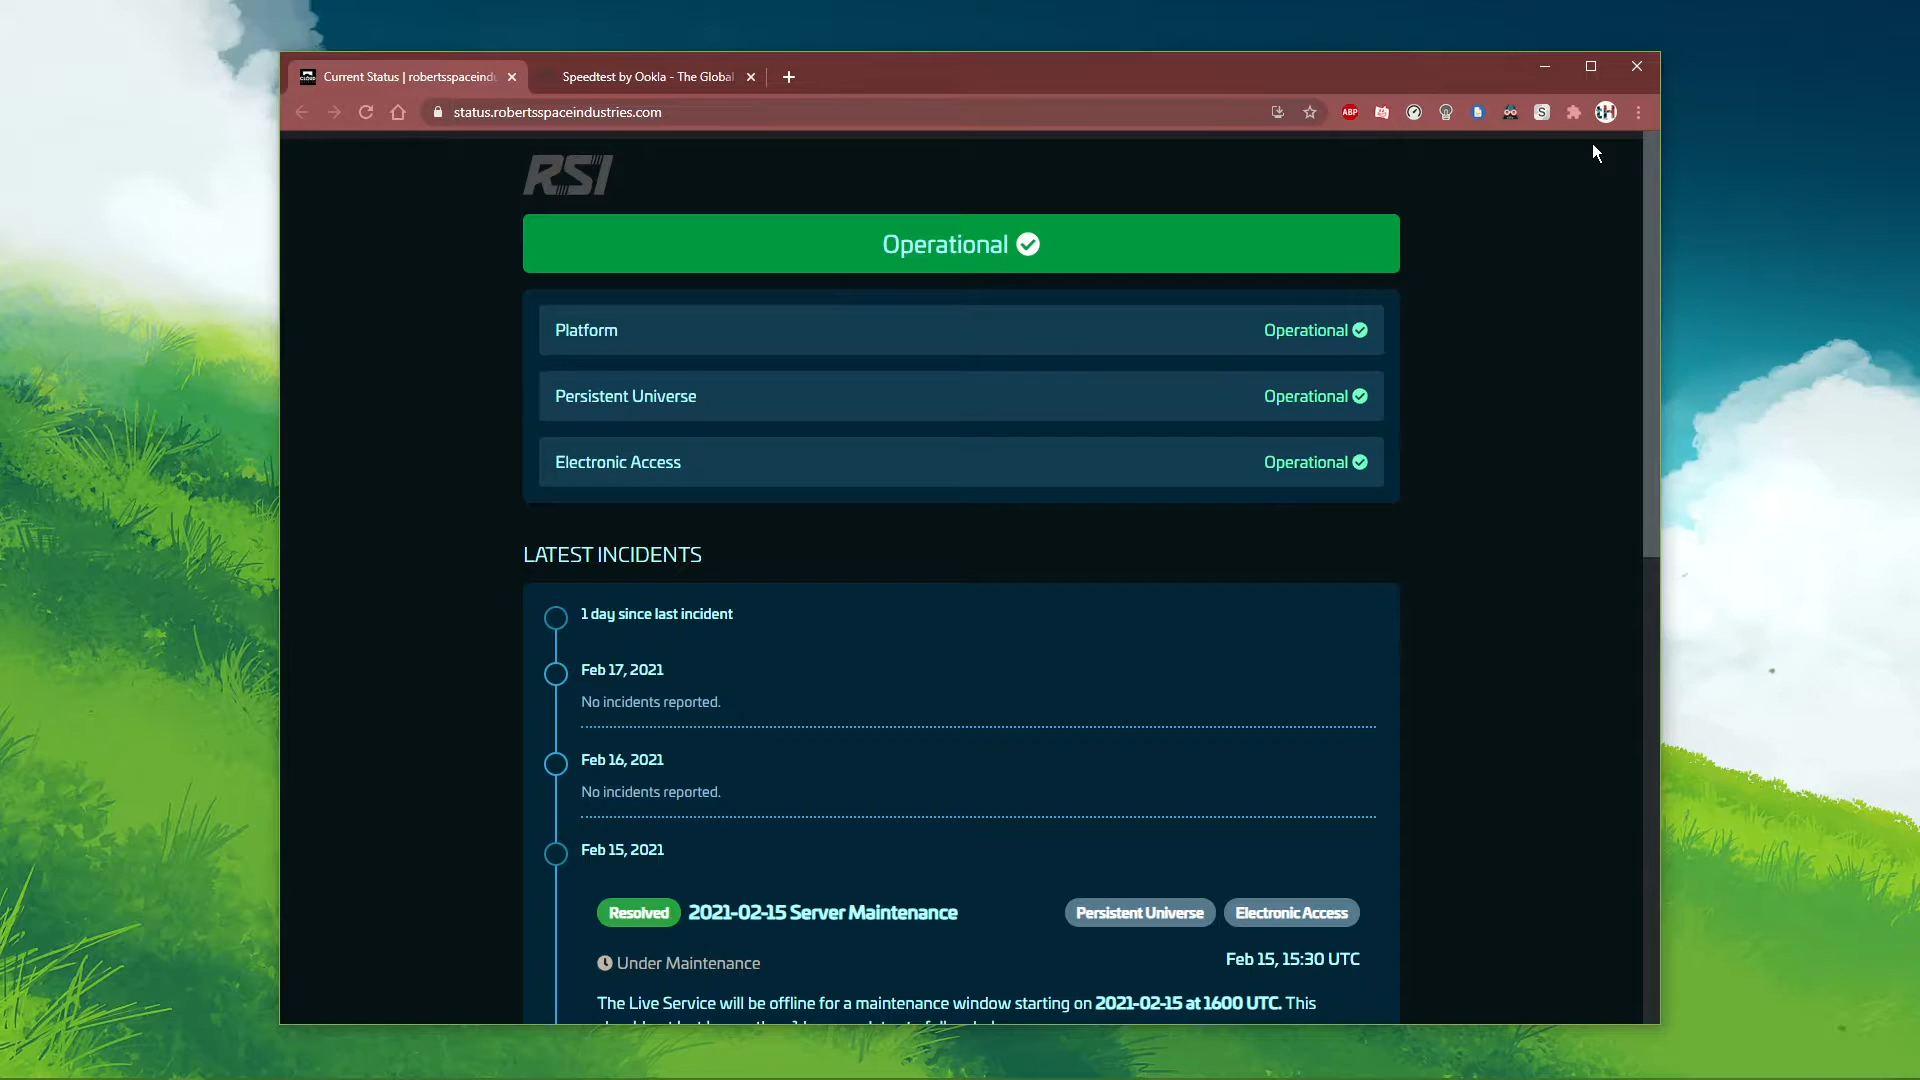 Current Status | robertsspaceindu
Speedtest by Ookla - The Global
status.robertsspaceindustries.com
ABP
S
RSI
Operational
Platform
Operational
Persistent Universe
Operational
Electronic Access
Operational
LATEST INCIDENTS
1 day since last incident
Feb 17, 2021
No incidents reported.
Feb 16, 2021
No incidents reported.
Feb 15, 2021
Resolved 2021-02-15 Server Maintenance
Persistent Universe
Electronic Access
Under Maintenance
Feb 15, 15:30 UTC
The Live Service will be offline for a maintenance window starting on 2021-02-15 at 1600 UTC. This